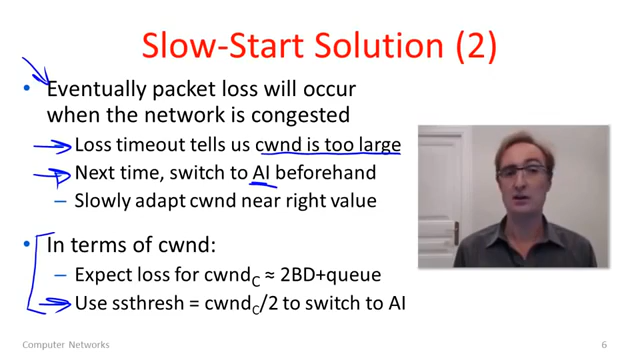 Slow-Start Solution (2)
• Eventually packet loss will occur
when the network is congested
– Loss timeout tells us cwnd is too large
– Next time, switch to AI beforehand
– Slowly adapt cwnd near right value
• In terms of cwnd:
– Expect loss for cwndC ≈ 2BD+queue
– Use ssthresh = cwndC/2 to switch to AI
Computer Networks
6